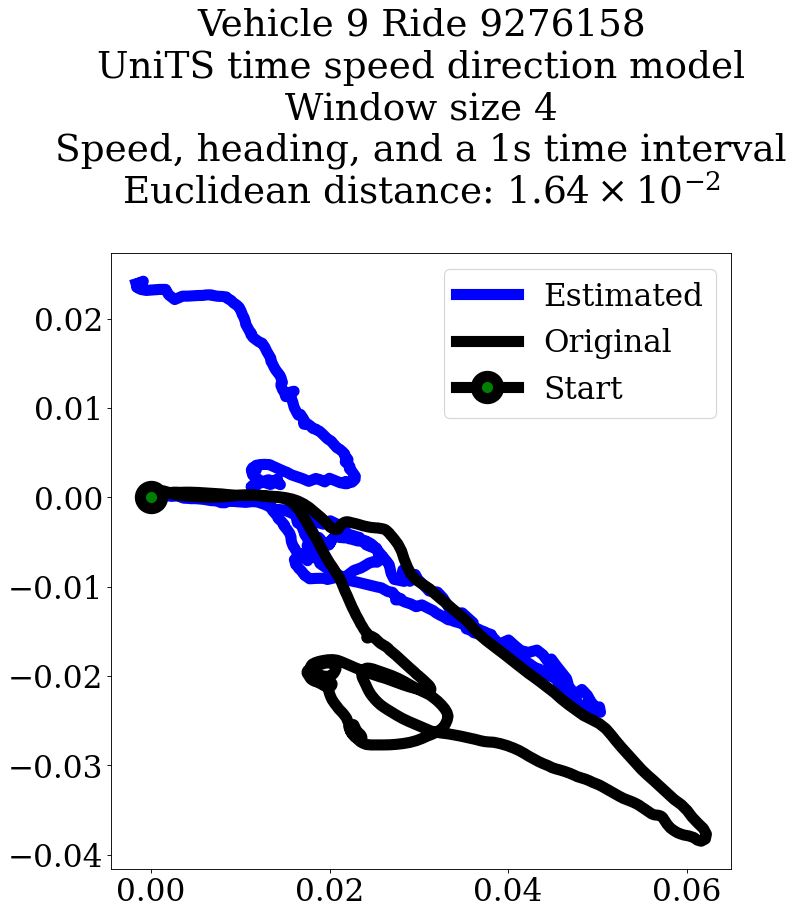 Vehicle 9 Ride 9276158
UniTS time speed direction model
Window size 4
Speed, heading, and a 1s time interval
Euclidean distance: 1.64 × 10⁻²
Estimated
Original
Start
0.02
0.01
0.00
−0.01
−0.02
−0.03
−0.04
0.00 0.02 0.04 0.06